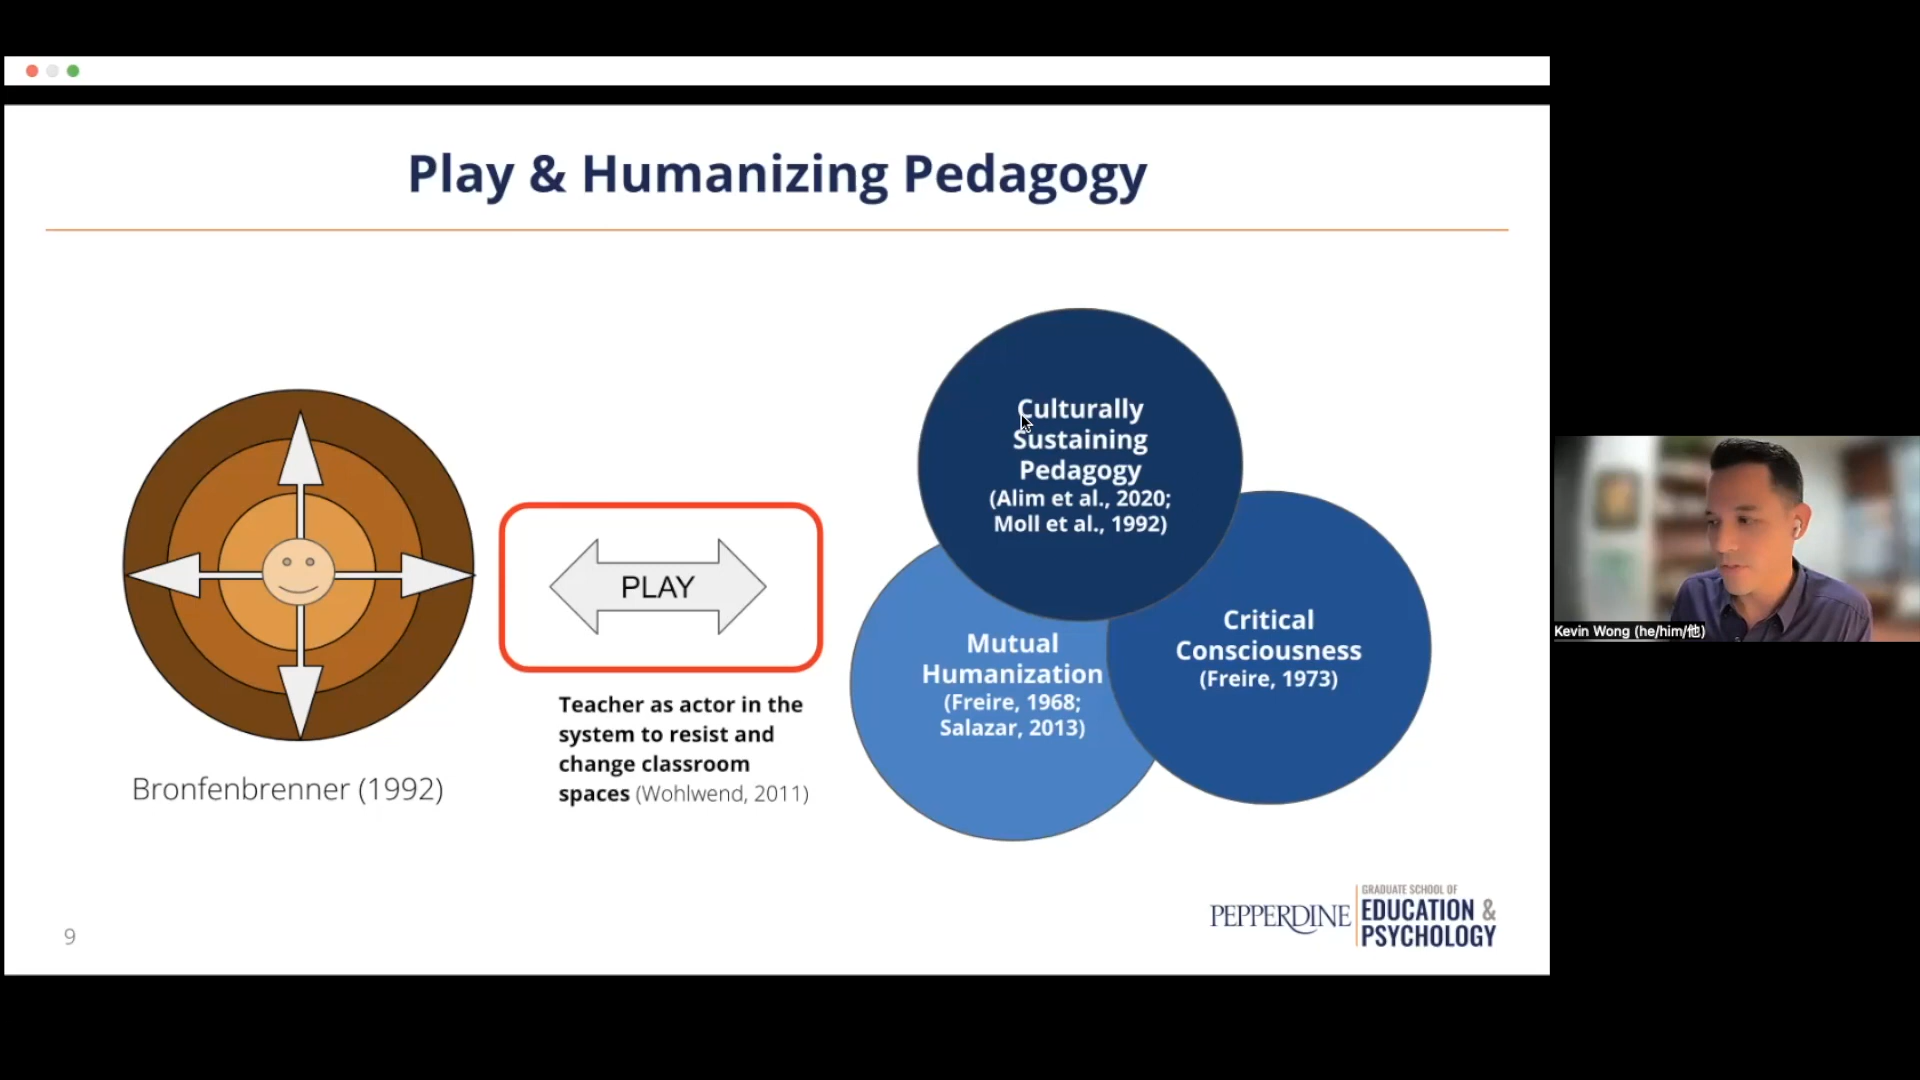 Play & Humanizing Pedagogy
Bronfenbrenner (1992)
PLAY
Teacher as actor in the
system to resist and
change classroom
spaces (Wohlwend, 2011)
Culturally
Sustaining
Pedagogy
(Alim et al., 2020;
Moll et al., 1992)
Mutual
Humanization
(Freire, 1968;
Salazar, 2013)
Critical
Consciousness
(Freire, 1973)
9
PEPPERDINE
GRADUATE SCHOOL OF
EDUCATION &
PSYCHOLOGY
Kevin Wong (he/him/他)